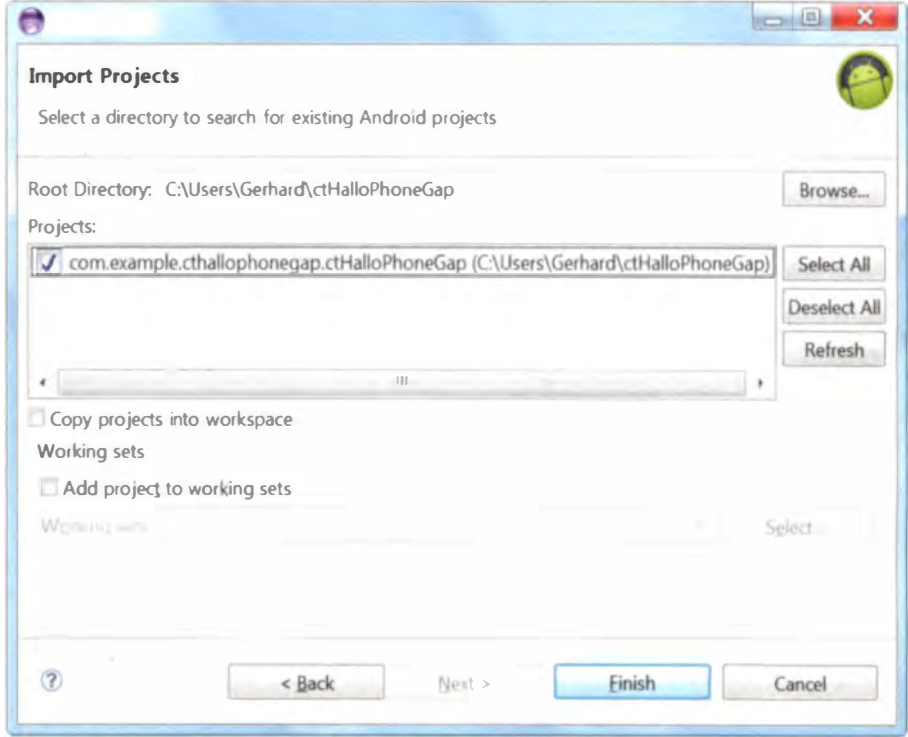 Import Projects
Select a directory to search for existing Android projects
Root Directory: C:\Users\Gerhard\ctHalloPhoneGap
Browse...
Projects:
com.example.cthallophonegap.ctHalloPhoneGap (C:\Users\Gerhard\ctHalloPhoneGap)
Select All
Deselect All
Refresh
Copy projects into workspace
Working sets
Add project to working sets
Working sets
Select...
< Back
Next >
Finish
Cancel